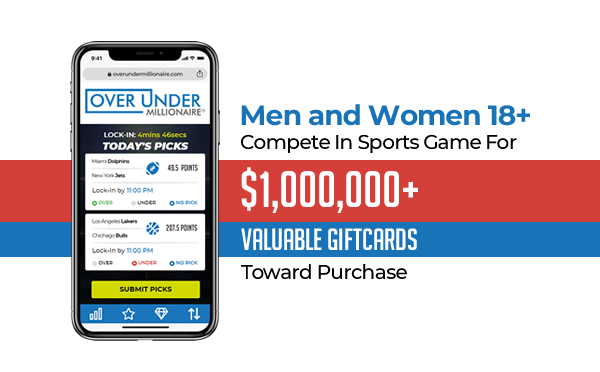 9:41
overundermillionaire.com
OVER UNDER
MILLIONAIRE
LOCK-IN: 4mins 46secs
TODAY'S PICKS
Miami Dolphins
49.5 POINTS
New York Jets
Lock-In by 11:00 PM
OVER UNDER NO PICK
Los Angeles Lakers
207.5 POINTS
Chichago Bulls
Lock-In by 11:00 PM
OVER UNDER NO PICK
SUBMIT PICKS
Men and Women 18+
Compete In Sports Game For
$1,000,000+
VALUABLE GIFTCARDS
Toward Purchase